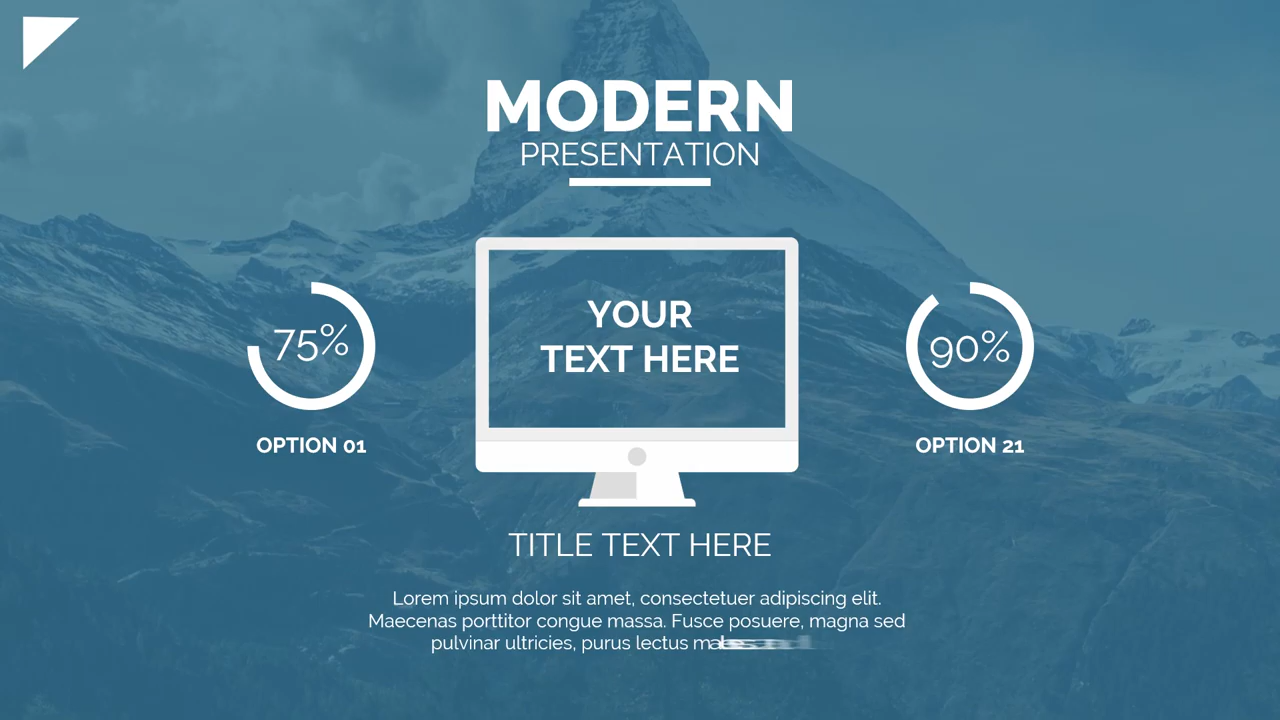 MODERN
PRESENTATION
YOUR
TEXT HERE
75%
OPTION 01
90%
OPTION 21
TITLE TEXT HERE
Lorem ipsum dolor sit amet, consectetuer adipiscing elit.
Maecenas porttitor congue massa. Fusce posuere, magna sed
pulvinar ultricies, purus lectus